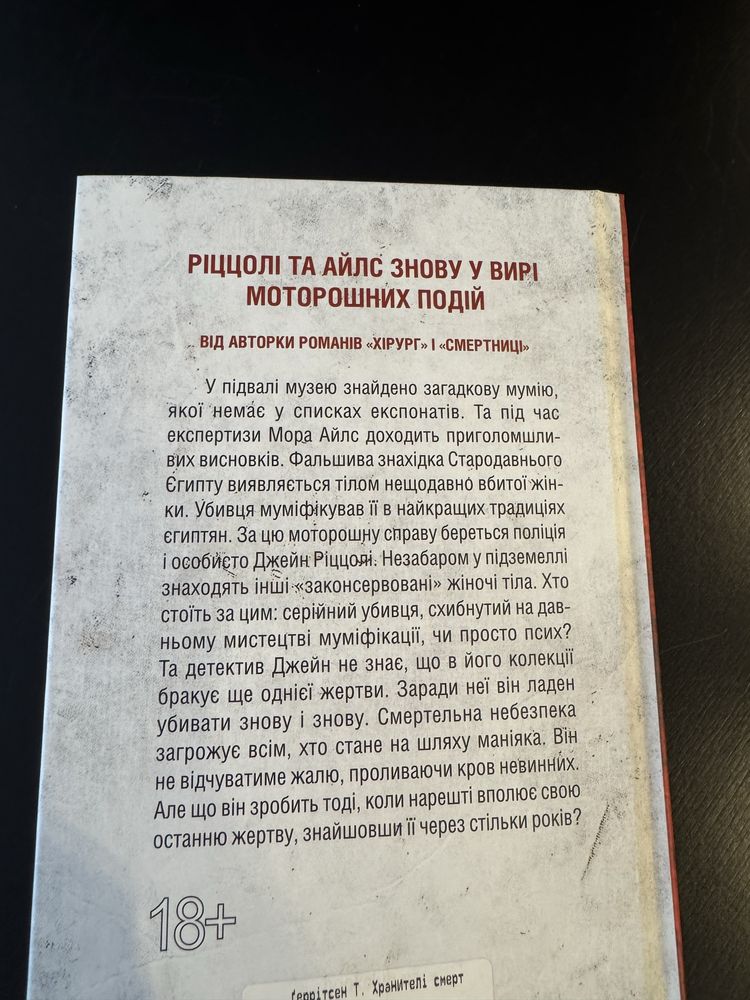 РІЦЦОЛІ ТА АЙЛС ЗНОВУ У ВИРІ
МОТОРОШНИХ ПОДІЙ
ВІД АВТОРКИ РОМАНІВ «ХІРУРГ» І «СМЕРТНИЦІ»
У підвалі музею знайдено загадкову мумію,
якої немає у списках експонатів. Та під час
експертизи Мора Айлс доходить приголомшли-
вих висновків. Фальшива знахідка Стародавнього
Єгипту виявляється тілом нещодавно вбитої жін-
ки. Убивця муміфікував її в найкращих традиціях
єгиптян. За цю моторошну справу береться поліція
і особисто Джейн Ріццолі. Незабаром у підземеллі
знаходять інші «законсервовані» жіночі тіла. Хто
стоїть за цим: серійний убивця, схибнутий на дав-
ньому мистецтві муміфікації, чи просто псих?
Та детектив Джейн не знає, що в його колекції
бракує ще однієї жертви. Заради неї він ладен
убивати знову і знову. Смертельна небезпека
загрожує всім, хто стане на шляху маніяка. Він
не відчуватиме жалю, проливаючи кров невинних.
Але що він зробить тоді, коли нарешті вполює свою
останню жертву, знайшовши її через стільки років?
18+
Ґеррітсен Т. Хранителі смерт